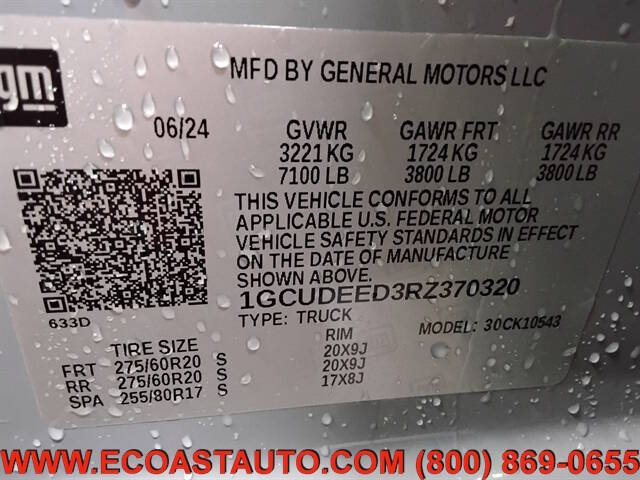 gm
MFD BY GENERAL MOTORS LLC
06/24 GVWR GAWR FRT GAWR RR
3221 KG 1724 KG 1724 KG
7100 LB 3800 LB 3800 LB
THIS VEHICLE CONFORMS TO ALL
APPLICABLE U.S. FEDERAL MOTOR
VEHICLE SAFETY STANDARDS IN EFFECT
ON THE DATE OF MANUFACTURE
SHOWN ABOVE.
1GCUDEED3RZ370320
633D
TYPE: TRUCK MODEL: 30CK10543
TIRE SIZE RIM
FRT 275/60R20 S 20X9J
RR 275/60R20 S 20X9J
SPA 255/80R17 S 17X8J
WWW.ECOASTAUTO.COM (800) 869-0655